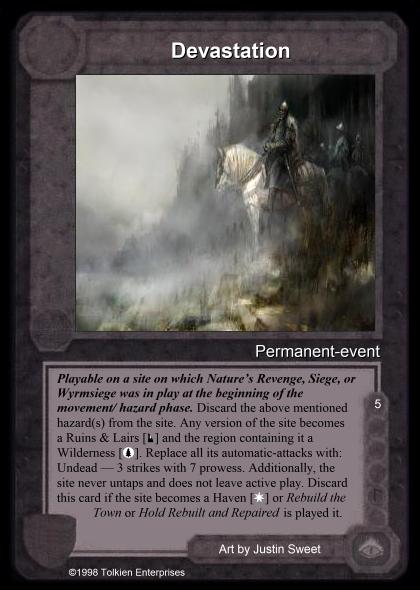 Devastation
Permanent-event
Playable on a site on which Nature's Revenge, Siege, or
Wyrmsiege was in play at the beginning of the
movement/ hazard phase. Discard the above mentioned
hazard(s) from the site. Any version of the site becomes
a Ruins & Lairs [] and the region containing it a
Wilderness []. Replace all its automatic-attacks with:
Undead — 3 strikes with 7 prowess. Additionally, the
site never untaps and does not leave active play. Discard
this card if the site becomes a Haven [] or Rebuild the
Town or Hold Rebuilt and Repaired is played it.
5
Art by Justin Sweet
©1998 Tolkien Enterprises